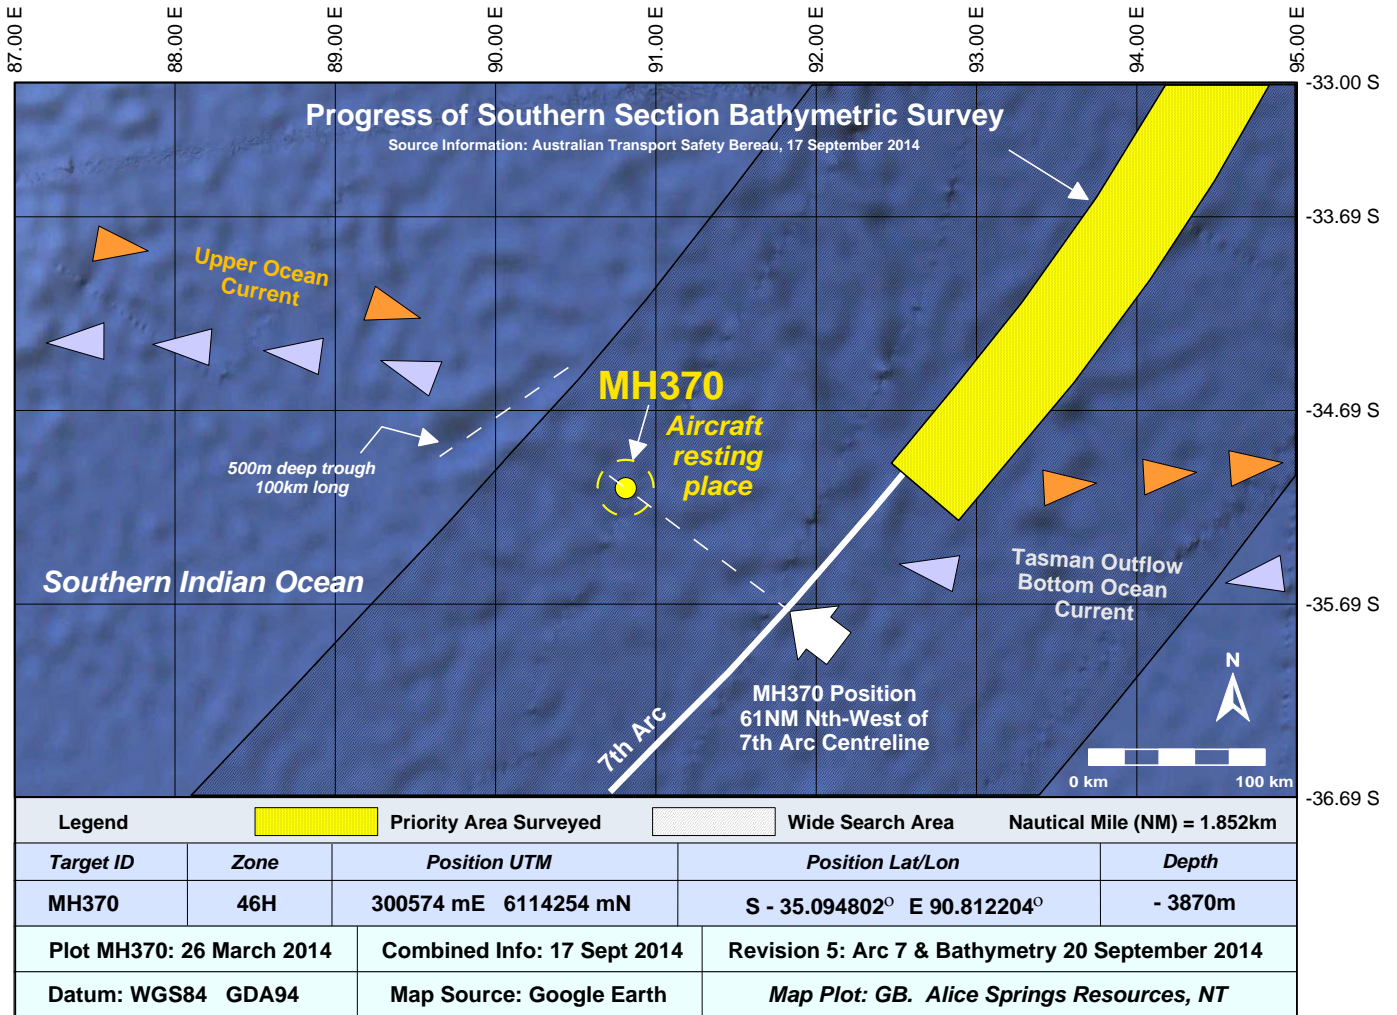 87.00 E
88.00 E
89.00 E
90.00 E
91.00 E
92.00 E
93.00 E
94.00 E
95.00 E
-33.00 S
Progress of Southern Section Bathymetric Survey
Source Information: Australian Transport Safety Bereau, 17 September 2014
-33.69 S
Upper Ocean
Current
MH370
-34.69 S
Aircraft
resting
place
500m deep trough
100km long
Southern Indian Ocean
Tasman Outflow
Bottom Ocean
Current
-35.69 S
N
MH370 Position
61NM Nth-West of
7th Arc Centreline
7th Arc
0 km
100 km
-36.69 S
Legend
Priority Area Surveyed
Wide Search Area
Nautical Mile (NM) = 1.852km
Target ID
Zone
Position UTM
Position Lat/Lon
Depth
MH370
46H
300574 mE 6114254 mN
S - 35.094802O E 90.812204O
- 3870m
Plot MH370: 26 March 2014
Combined Info: 17 Sept 2014
Revision 5: Arc 7 & Bathymetry 20 September 2014
Datum: WGS84 GDA94
Map Source: Google Earth
Map Plot: GB. Alice Springs Resources, NT